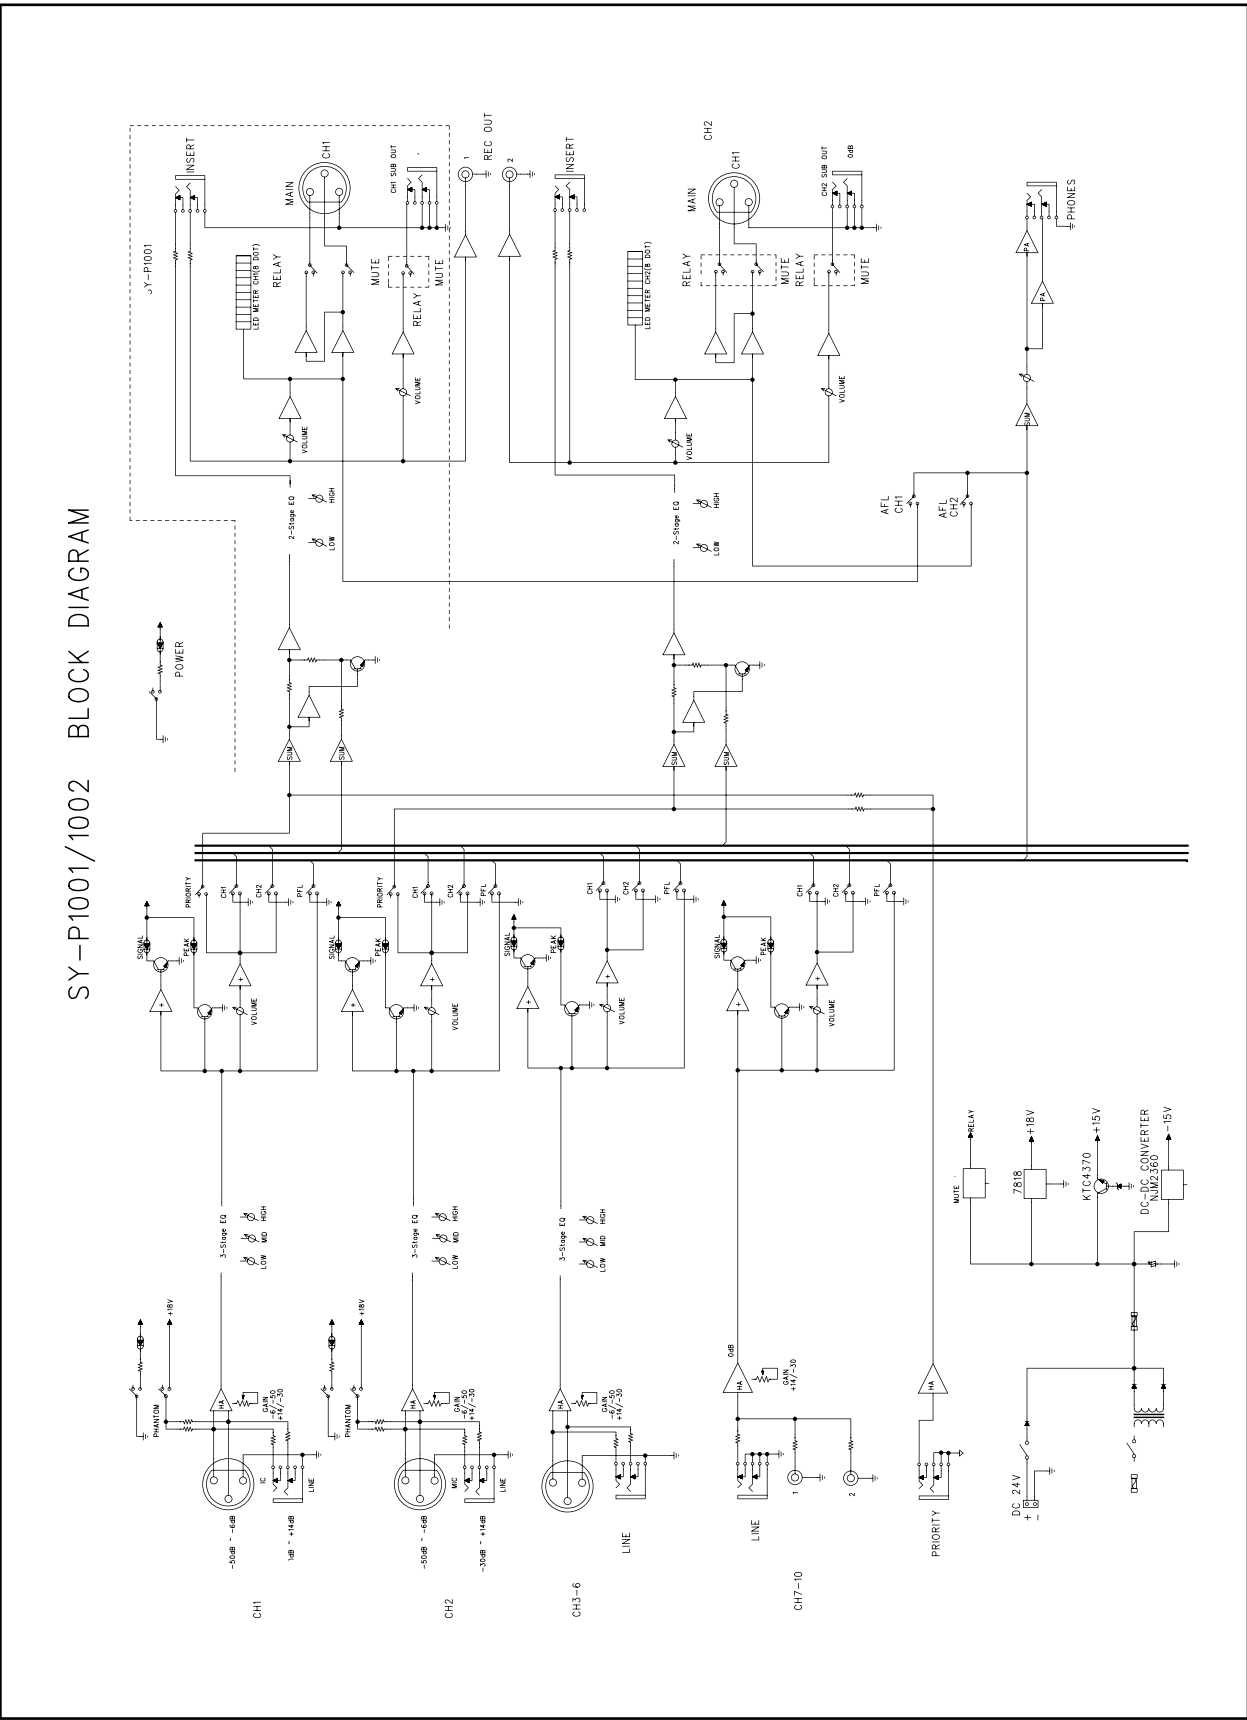 SY-P1001/1002 BLOCK DIAGRAM
CH1
-50dB ~ -6dB
dB ~ +14dB
IC
LINE
PHANTOM
+18V
HA
GAIN
-6/-50
+14/-30
3-Stage EQ
LOW
MID
HIGH
SIGNAL
PEAK
+
+
VOLUME
PRIORITY
CH1
CH2
PFL
CH2
-50dB ~ -6dB
-30dB ~ +14dB
MIC
LINE
PHANTOM
+18V
HA
GAIN
-6/-50
+14/-30
3-Stage EQ
LOW
MID
HIGH
SIGNAL
PEAK
+
+
VOLUME
PRIORITY
CH1
CH2
PFL
CH3-6
LINE
HA
GAIN
-6/-50
+14/-30
3-Stage EQ
LOW
MID
HIGH
SIGNAL
PEAK
+
+
VOLUME
CH1
CH2
PFL
CH7-10
LINE
1
2
HA
0dB
GAIN
+14/-30
SIGNAL
PEAK
+
+
VOLUME
CH1
CH2
PFL
PRIORITY
HA
DC 24V
+
-
MUTE
RELAY
7818
+18V
KTC4370
+15V
DC-DC CONVERTER
NJM2360
-15V
POWER
SUM
SUM
2-Stage EQ
LOW
HIGH
Y-P1001
INSERT
VOLUME
LED METER CH1(8 DOT)
RELAY
MAIN
CH1
MUTE
VOLUME
RELAY
MUTE
CH1 SUB OUT
REC OUT
1
2
SUM
SUM
2-Stage EQ
LOW
HIGH
INSERT
VOLUME
LED METER CH2(8 DOT)
RELAY
MAIN
CH2
CH1
MUTE
RELAY
VOLUME
MUTE
CH2 SUB OUT
0dB
AFL
CH1
AFL
CH2
SUM
PA
PA
PHONES